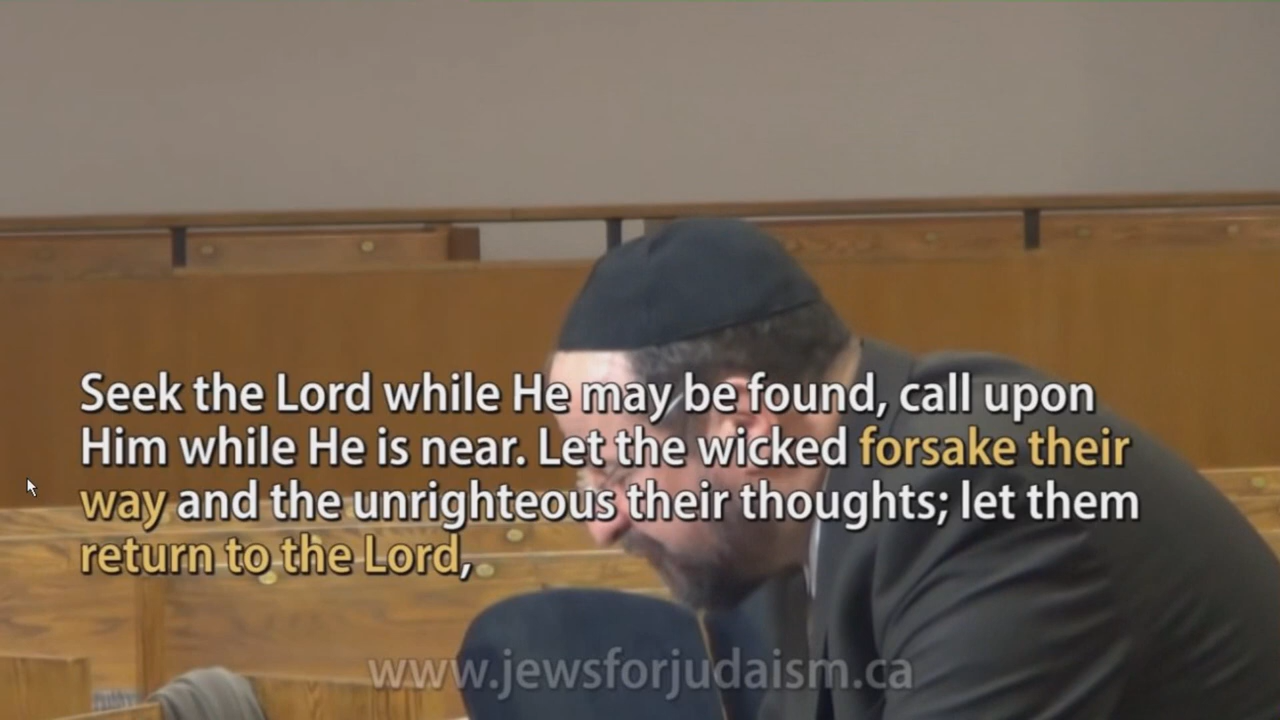 Seek the Lord while He may be found, call upon
Him while He is near. Let the wicked forsake their
way and the unrighteous their thoughts; let them
return to the Lord,
www.jewsforjudaism.ca